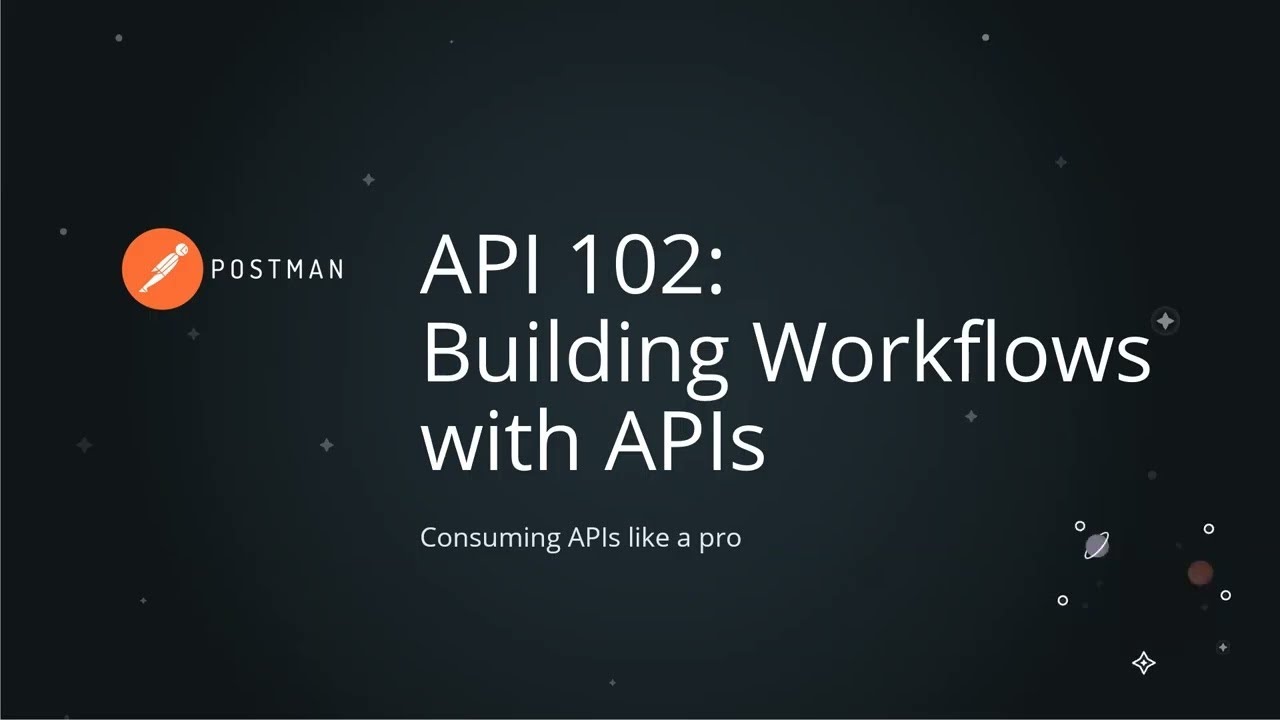 POSTMAN
API 102:
Building Workflows
with APIs
Consuming APIs like a pro